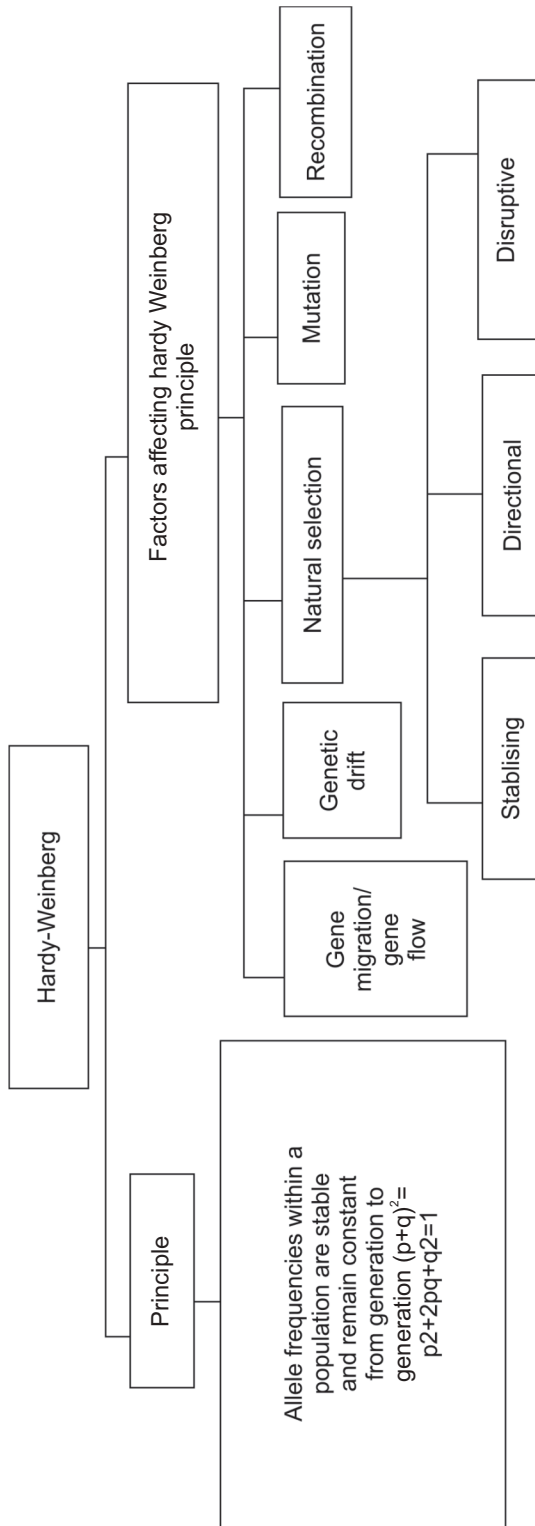 Hardy-Weinberg
Principle
Factors affecting hardy Weinberg
principle
Allele frequencies within a
population are stable
and remain constant
from generation to
generation (p+q)²=
p2+2pq+q2=1
Gene
migration/
gene
flow
Genetic
drift
Natural selection
Mutation
Recombination
Stablising
Directional
Disruptive